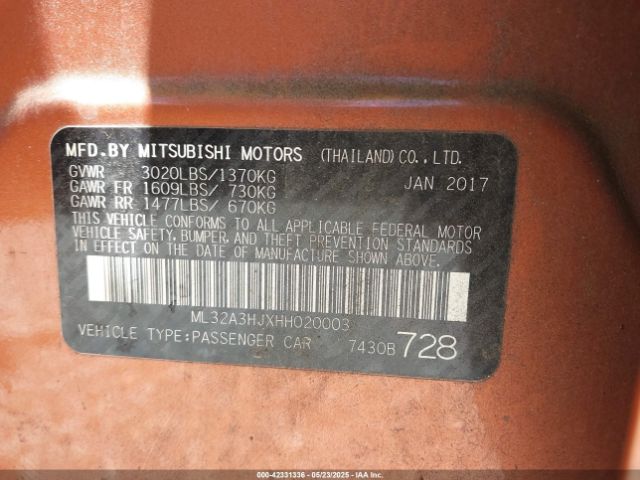 MFD.BY MITSUBISHI MOTORS (THAILAND)CO.,LTD.
GVWR 3020LBS/1370KG JAN 2017
GAWR FR 1609LBS/ 730KG
GAWR RR 1477LBS/ 670KG
THIS VEHICLE CONFORMS TO ALL APPLICABLE FEDERAL MOTOR
VEHICLE SAFETY, BUMPER, AND THEFT PREVENTION STANDARDS
IN EFFECT ON THE DATE OF MANUFACTURE SHOWN ABOVE.
ML32A3HJXHH020003
VEHICLE TYPE:PASSENGER CAR 7430B 728
000-42331336 - 05/23/2025 - IAAI.COM